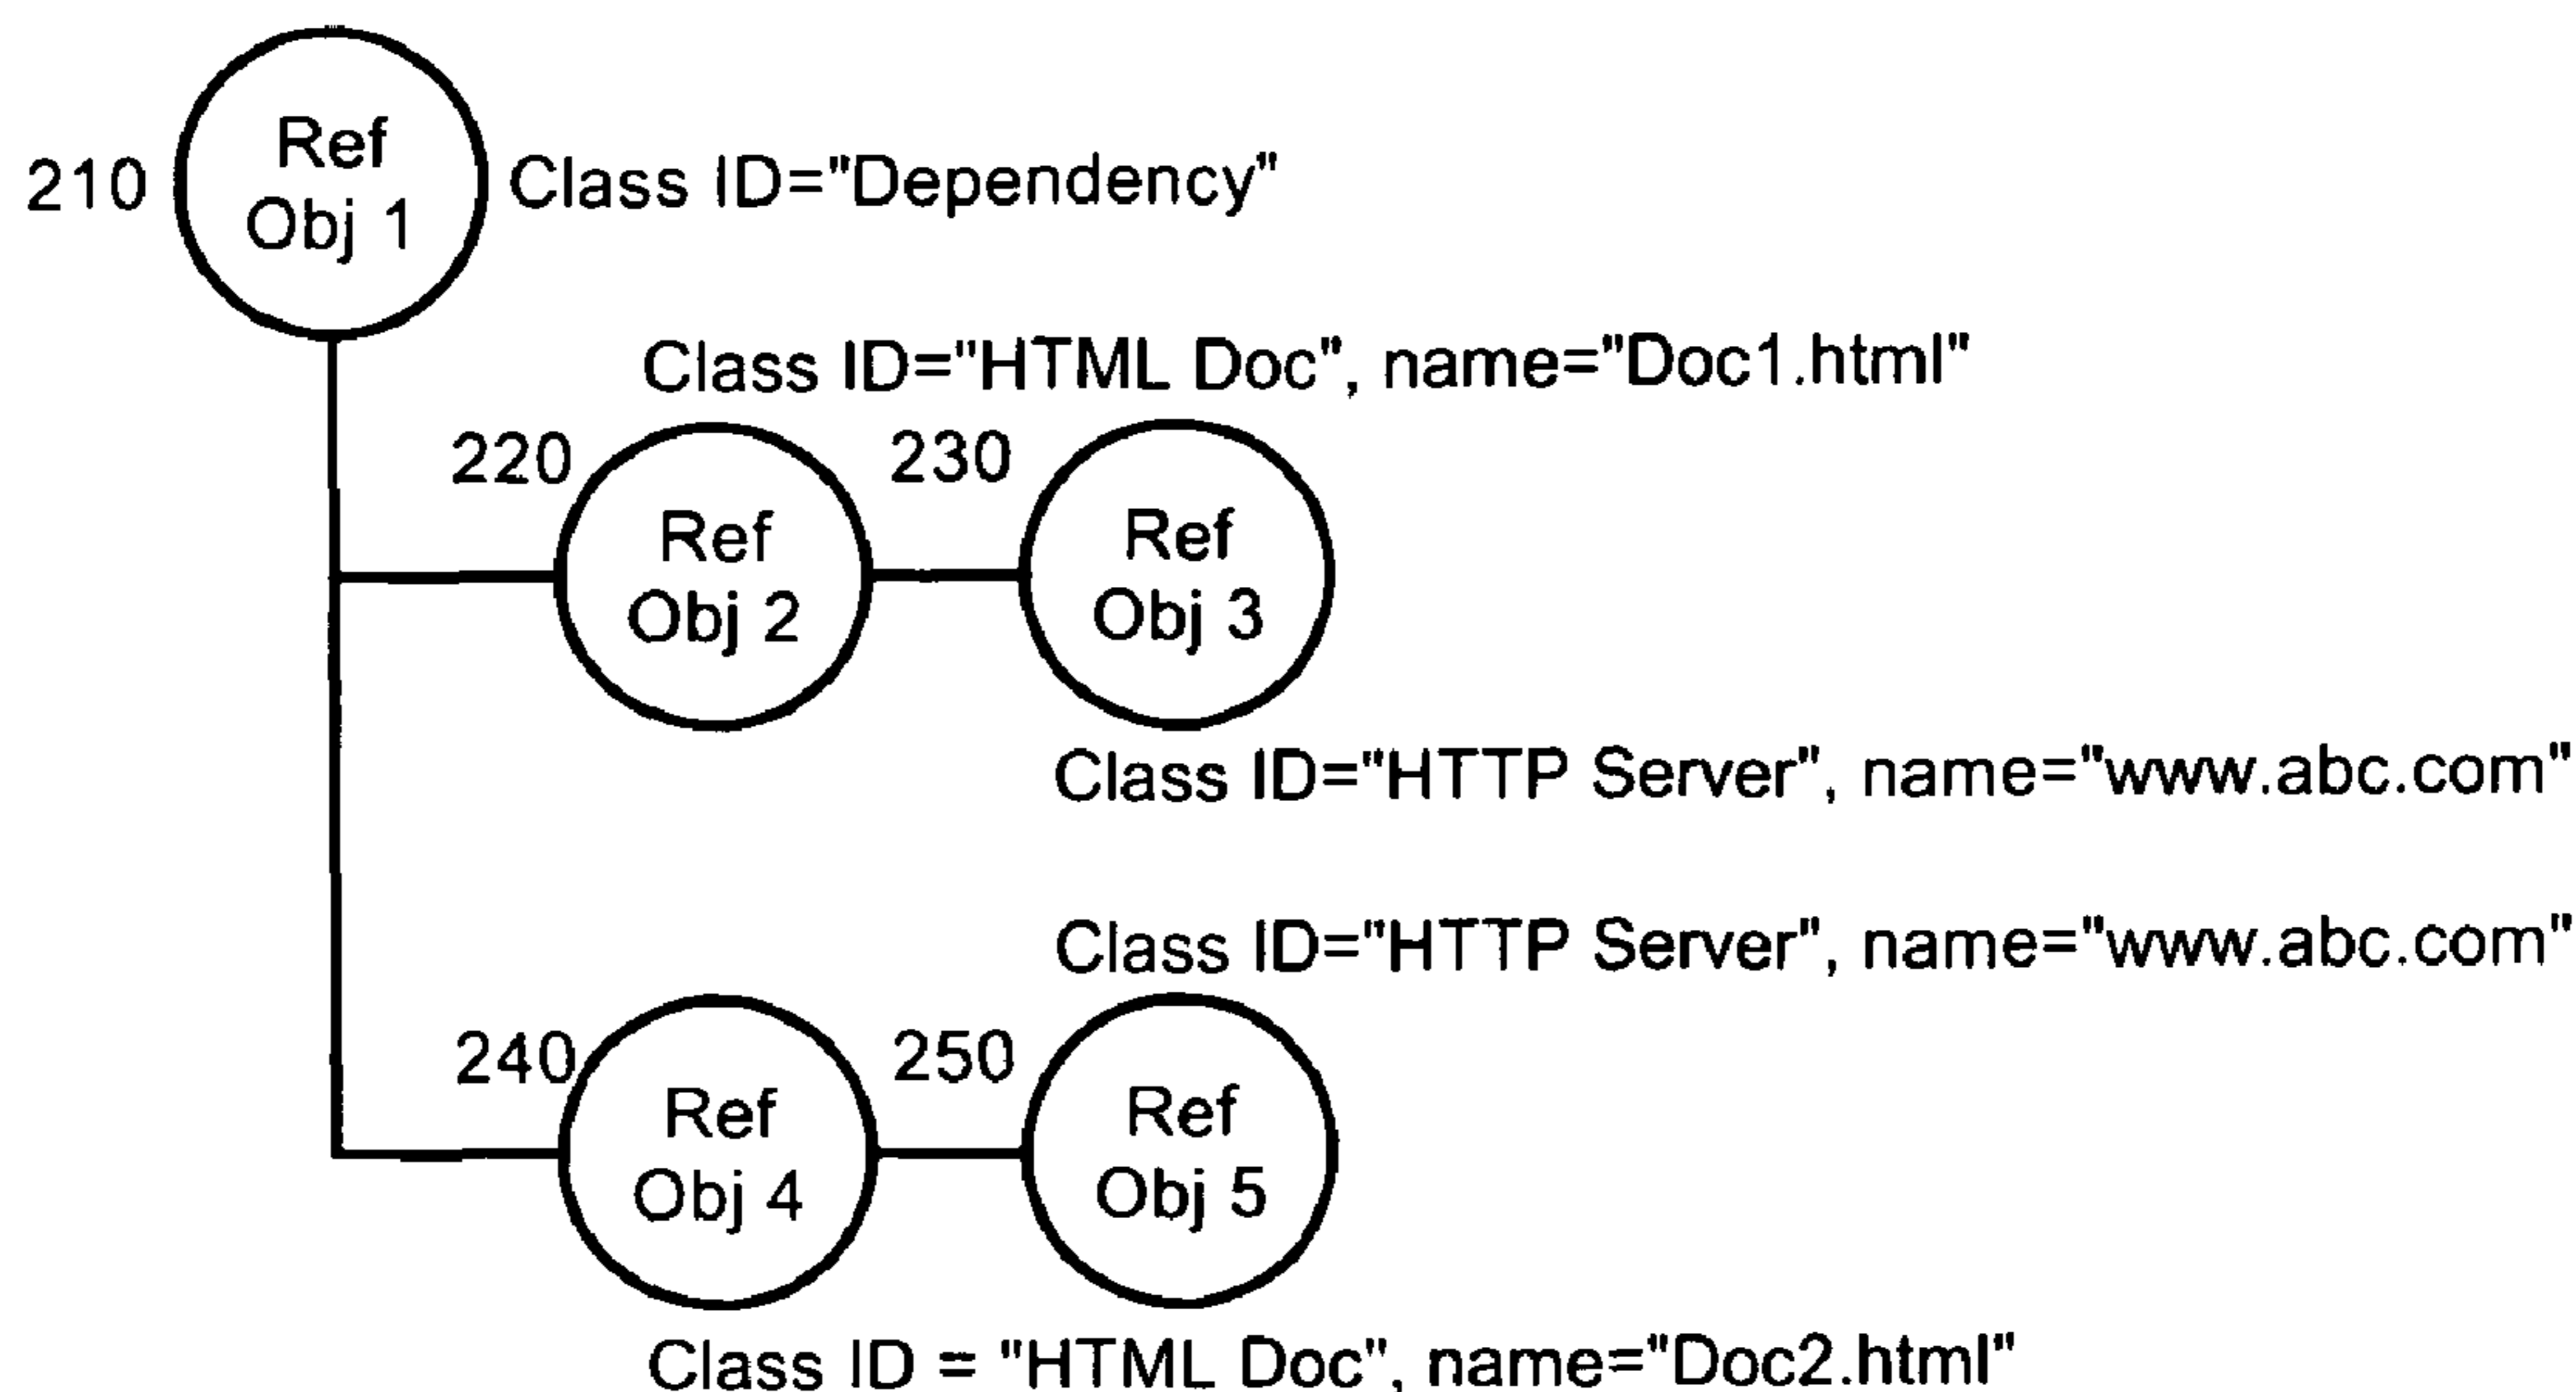 Ref
Obj 1
210
Class ID="Dependency"
Class ID="HTML Doc", name="Doc1.html"
220
230
Ref
Obj 2
Ref
Obj 3
Class ID="HTTP Server", name="www.abc.com"
Class ID="HTTP Server", name="www.abc.com"
240
250
Ref
Obj 4
Ref
Obj 5
Class ID = "HTML Doc", name="Doc2.html"